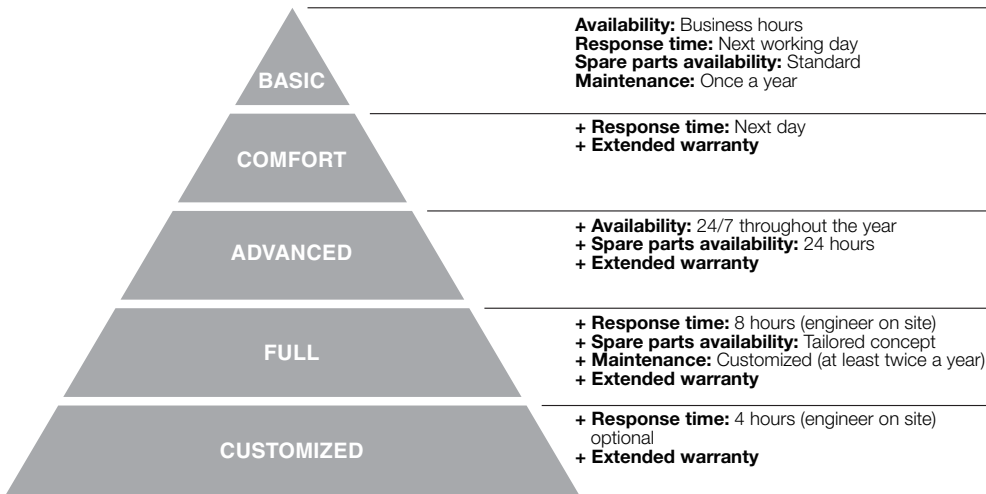 BASIC
Availability: Business hours
Response time: Next working day
Spare parts availability: Standard
Maintenance: Once a year
COMFORT
+ Response time: Next day
+ Extended warranty
ADVANCED
+ Availability: 24/7 throughout the year
+ Spare parts availability: 24 hours
+ Extended warranty
FULL
+ Response time: 8 hours (engineer on site)
+ Spare parts availability: Tailored concept
+ Maintenance: Customized (at least twice a year)
+ Extended warranty
CUSTOMIZED
+ Response time: 4 hours (engineer on site)
optional
+ Extended warranty